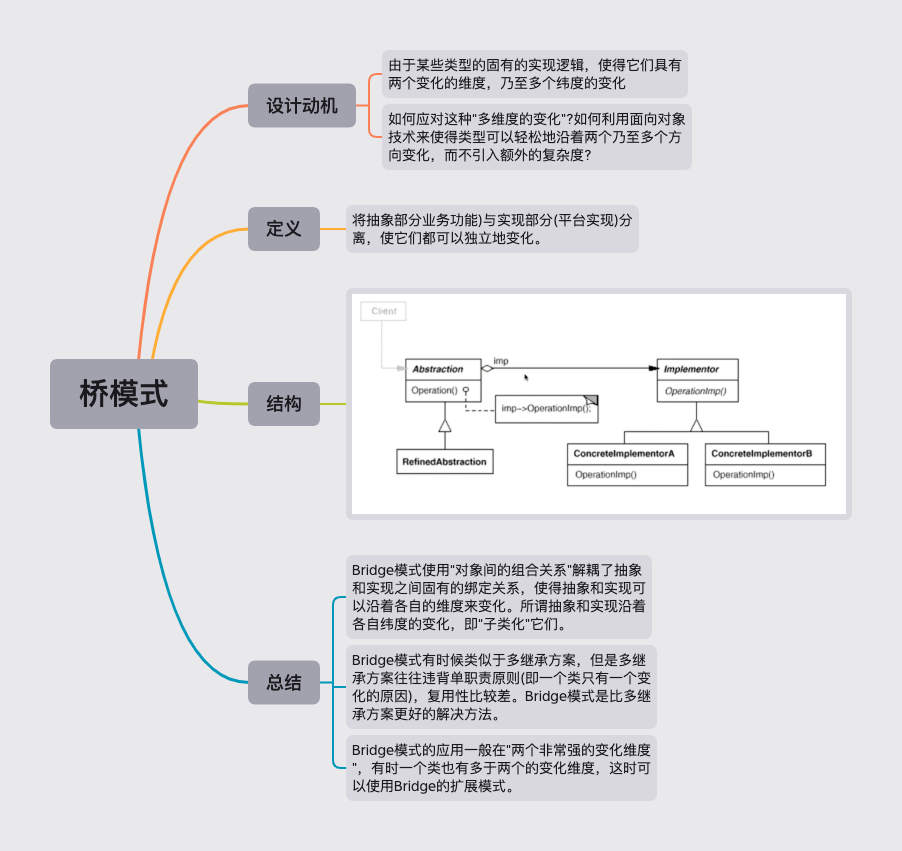 桥模式
设计动机
由于某些类型的固有的实现逻辑，使得它们具有
两个变化的维度，乃至多个纬度的变化
如何应对这种"多维度的变化"?如何利用面向对象
技术来使得类型可以轻松地沿着两个乃至多个方
向变化，而不引入额外的复杂度?
定义
将抽象部分业务功能)与实现部分(平台实现)分
离，使它们都可以独立地变化。
结构
Client
Abstraction
Operation()
imp
Implementor
OperationImp()
imp->OperationImp();
RefinedAbstraction
ConcreteImplementorA
OperationImp()
ConcreteImplementorB
OperationImp()
总结
Bridge模式使用"对象间的组合关系"解耦了抽象
和实现之间固有的绑定关系，使得抽象和实现可
以沿着各自的维度来变化。所谓抽象和实现沿着
各自纬度的变化，即"子类化"它们。
Bridge模式有时候类似于多继承方案，但是多继
承方案往往违背单职责原则(即一个类只有一个变
化的原因)，复用性比较差。Bridge模式是比多继
承方案更好的解决方法。
Bridge模式的应用一般在"两个非常强的变化维度
"，有时一个类也有多于两个的变化维度，这时可
以使用Bridge的扩展模式。